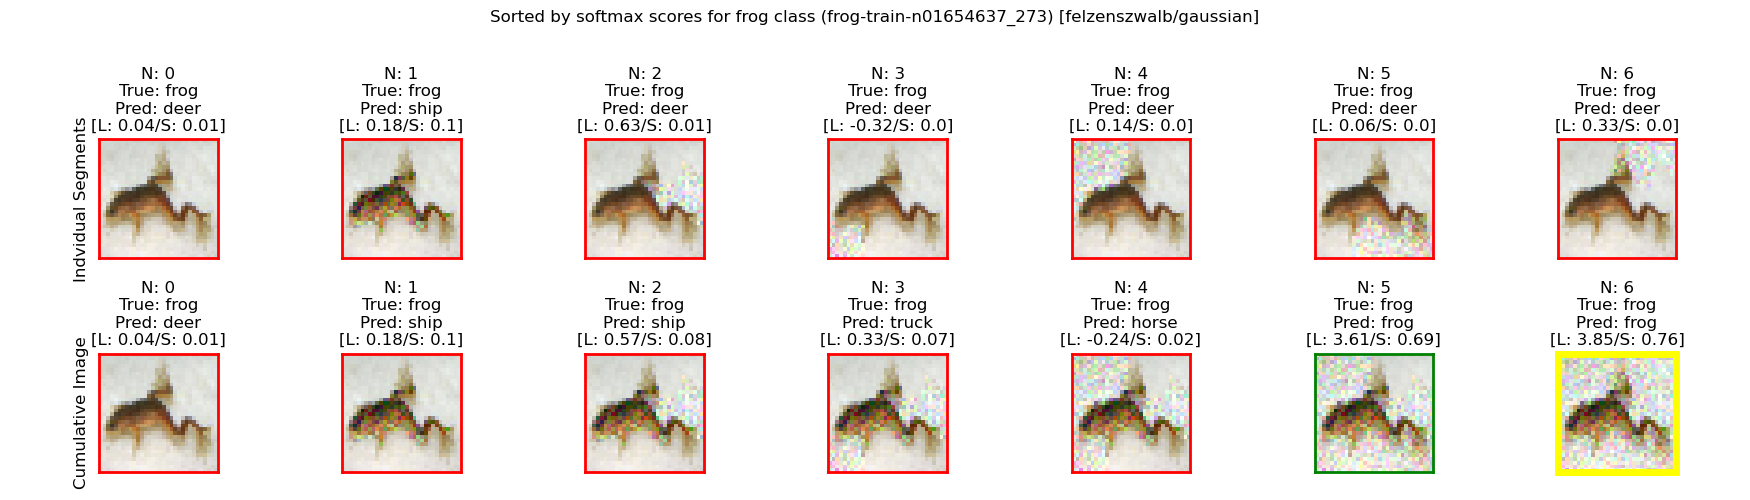 Sorted by softmax scores for frog class (frog-train-n01654637_273) [felzenszwalb/gaussian]
Indvidual Segments
N: 0
True: frog
Pred: deer
[L: 0.04/S: 0.01]
N: 1
True: frog
Pred: ship
[L: 0.18/S: 0.1]
N: 2
True: frog
Pred: deer
[L: 0.63/S: 0.01]
N: 3
True: frog
Pred: deer
[L: -0.32/S: 0.0]
N: 4
True: frog
Pred: deer
[L: 0.14/S: 0.0]
N: 5
True: frog
Pred: deer
[L: 0.06/S: 0.0]
N: 6
True: frog
Pred: deer
[L: 0.33/S: 0.0]
Cumulative Image
N: 0
True: frog
Pred: deer
[L: 0.04/S: 0.01]
N: 1
True: frog
Pred: ship
[L: 0.18/S: 0.1]
N: 2
True: frog
Pred: ship
[L: 0.57/S: 0.08]
N: 3
True: frog
Pred: truck
[L: 0.33/S: 0.07]
N: 4
True: frog
Pred: horse
[L: -0.24/S: 0.02]
N: 5
True: frog
Pred: frog
[L: 3.61/S: 0.69]
N: 6
True: frog
Pred: frog
[L: 3.85/S: 0.76]